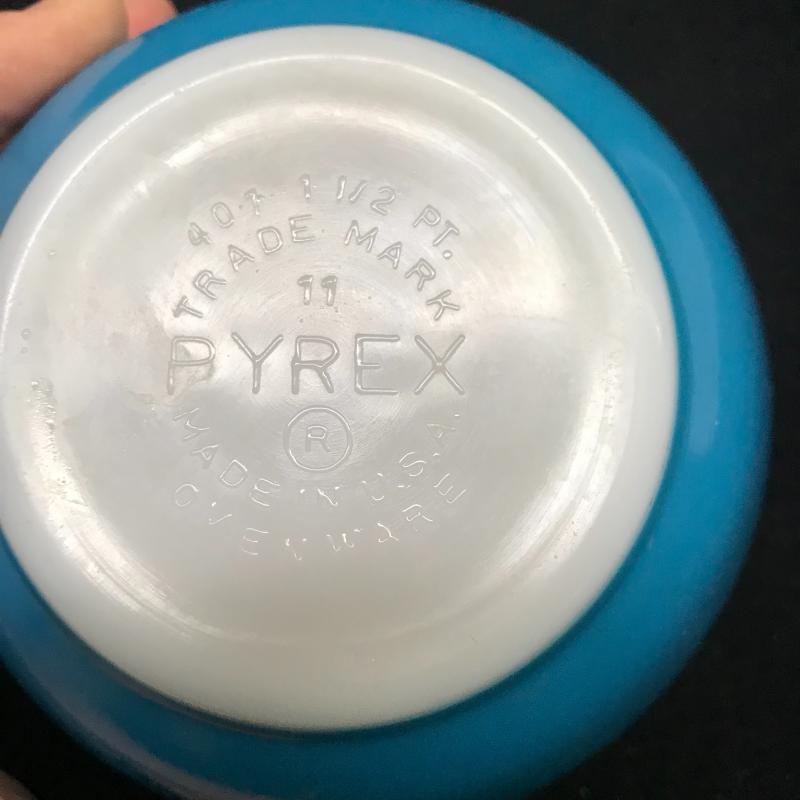 401 1 1/2 PT.
TRADE MARK
11
PYREX
®
MADE IN U.S.A.
OVENWARE